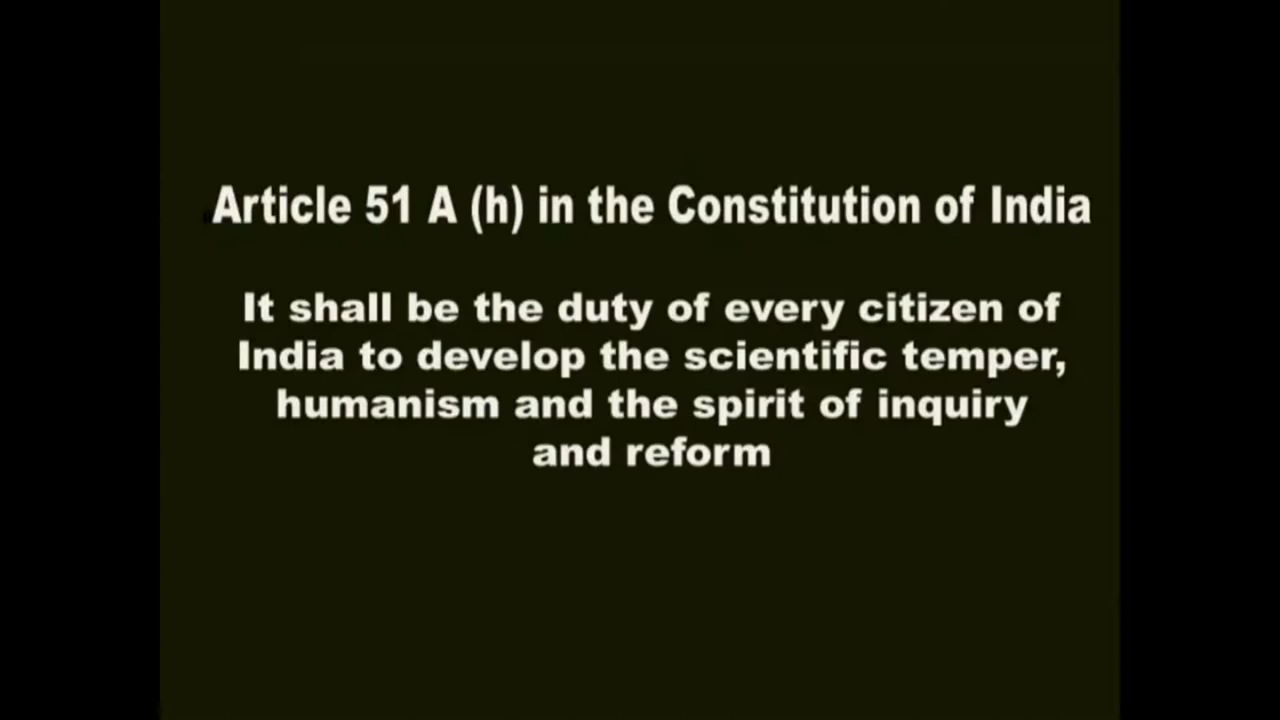 Article 51 A (h) in the Constitution of India
It shall be the duty of every citizen of
India to develop the scientific temper,
humanism and the spirit of inquiry
and reform